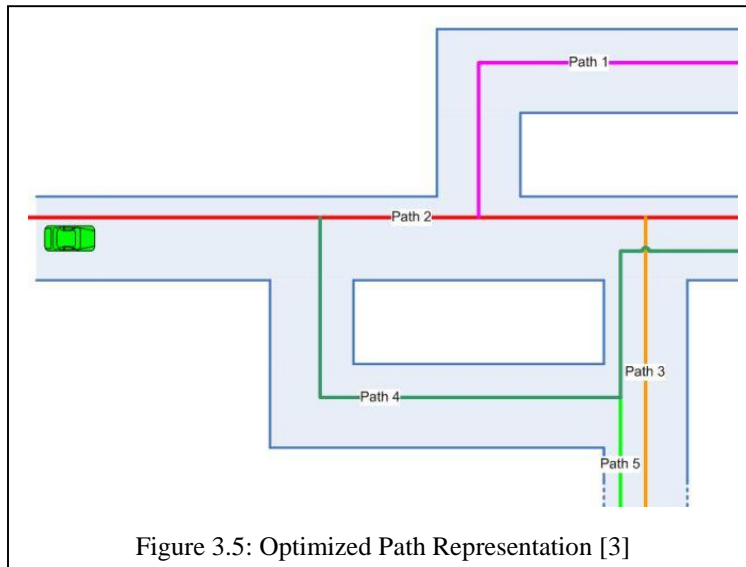 Path 1
Path 2
Path 3
Path 4
Path 5
Figure 3.5: Optimized Path Representation [3]